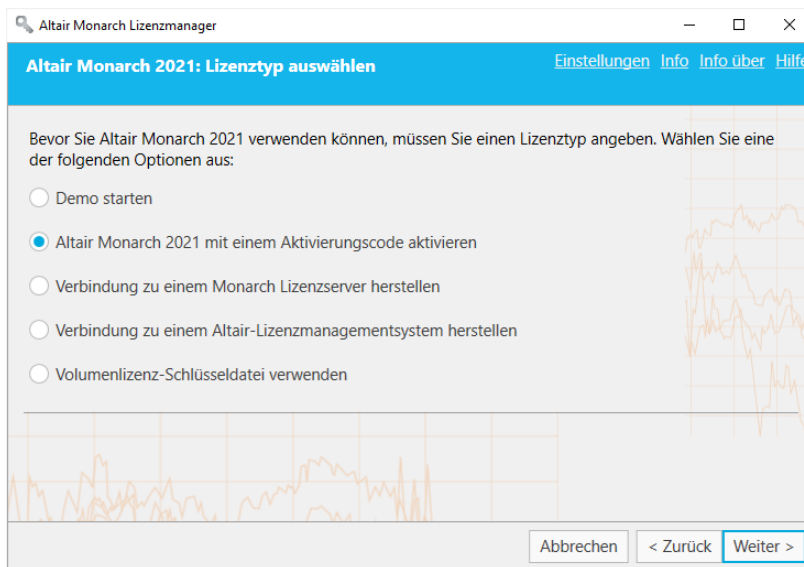 Altair Monarch Lizenzmanager
Altair Monarch 2021: Lizenztyp auswählen
Einstellungen Info Info über Hilfe
Bevor Sie Altair Monarch 2021 verwenden können, müssen Sie einen Lizenztyp angeben. Wählen Sie eine
der folgenden Optionen aus:
Demo starten
Altair Monarch 2021 mit einem Aktivierungscode aktivieren
Verbindung zu einem Monarch Lizenzserver herstellen
Verbindung zu einem Altair-Lizenzmanagementsystem herstellen
Volumenlizenz-Schlüsseldatei verwenden
Abbrechen < Zurück Weiter >